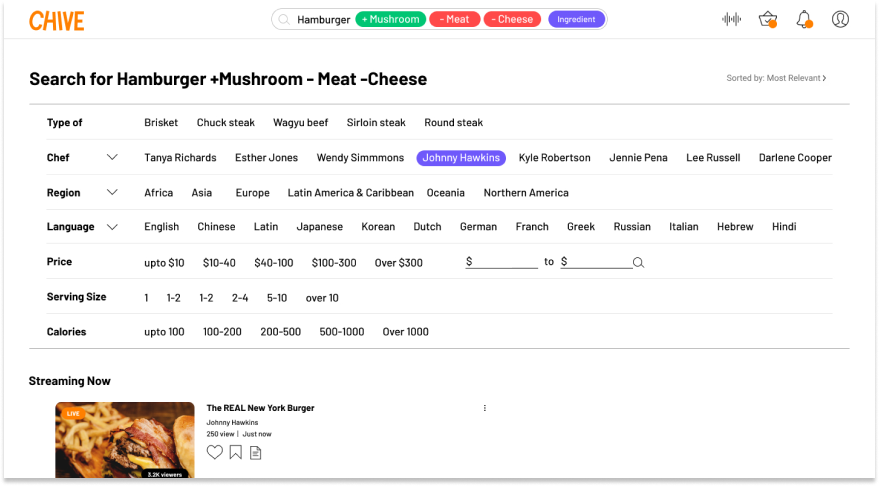 CHIVE
Hamburger + Mushroom - Meat - Cheese Ingredient
Search for Hamburger +Mushroom - Meat -Cheese
Sorted by: Most Relevant >
Type of Brisket Chuck steak Wagyu beef Sirloin steak Round steak
Chef Tanya Richards Esther Jones Wendy Simmmons Johnny Hawkins Kyle Robertson Jennie Pena Lee Russell Darlene Cooper
Region Africa Asia Europe Latin America & Caribbean Oceania Northern America
Language English Chinese Latin Japanese Korean Dutch German Franch Greek Russian Italian Hebrew Hindi
Price upto $10 $10-40 $40-100 $100-300 Over $300 $ to $
Serving Size 1 1-2 1-2 2-4 5-10 over 10
Calories upto 100 100-200 200-500 500-1000 Over 1000
Streaming Now
LIVE
3.2K viewers
The REAL New York Burger
Johnny Hawkins
250 view | Just now